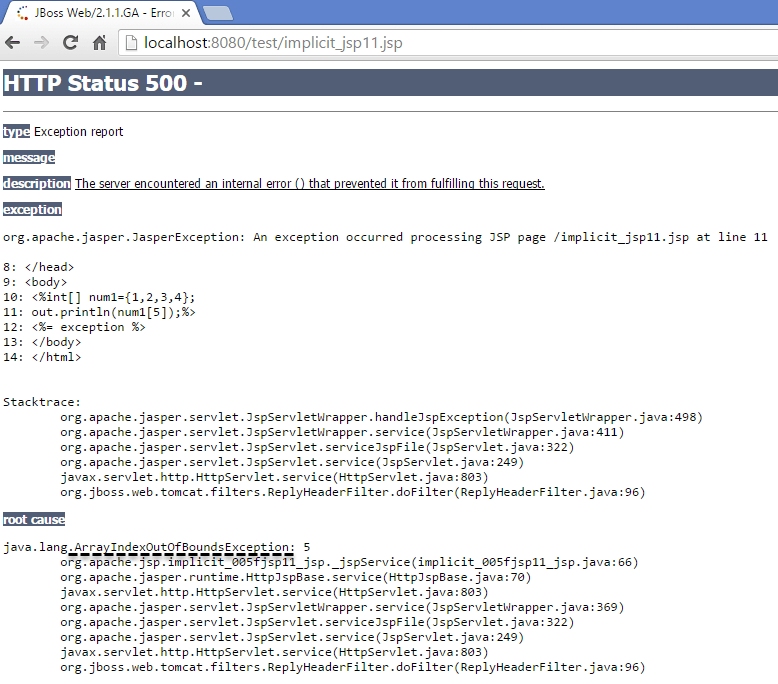 JBoss Web/2.1.1.GA - Erro
localhost:8080/test/implicit_jsp11.jsp
HTTP Status 500 -
type Exception report
message
description The server encountered an internal error () that prevented it from fulfilling this request.
exception
org.apache.jasper.JasperException: An exception occurred processing JSP page /implicit_jsp11.jsp at line 11
8: </head>
9: <body>
10: <%int[] num1={1,2,3,4};
11: out.println(num1[5]);%>
12: <%= exception %>
13: </body>
14: </html>
Stacktrace:
org.apache.jasper.servlet.JspServletWrapper.handleJspException(JspServletWrapper.java:498)
org.apache.jasper.servlet.JspServletWrapper.service(JspServletWrapper.java:411)
org.apache.jasper.servlet.JspServlet.serviceJspFile(JspServlet.java:322)
org.apache.jasper.servlet.JspServlet.service(JspServlet.java:249)
javax.servlet.http.HttpServlet.service(HttpServlet.java:803)
org.jboss.web.tomcat.filters.ReplyHeaderFilter.doFilter(ReplyHeaderFilter.java:96)
root cause
java.lang.ArrayIndexOutOfBoundsException: 5
org.apache.jsp.implicit_005fjsp11_jsp._jspService(implicit_005fjsp11_jsp.java:66)
org.apache.jasper.runtime.HttpJspBase.service(HttpJspBase.java:70)
javax.servlet.http.HttpServlet.service(HttpServlet.java:803)
org.apache.jasper.servlet.JspServletWrapper.service(JspServletWrapper.java:369)
org.apache.jasper.servlet.JspServlet.serviceJspFile(JspServlet.java:322)
org.apache.jasper.servlet.JspServlet.service(JspServlet.java:249)
javax.servlet.http.HttpServlet.service(HttpServlet.java:803)
org.jboss.web.tomcat.filters.ReplyHeaderFilter.doFilter(ReplyHeaderFilter.java:96)